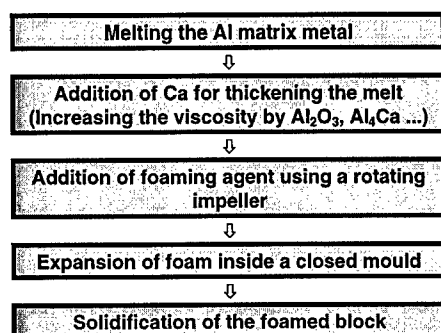 Melting the Al matrix metal
⇩
Addition of Ca for thickening the melt
(Increasing the viscosity by Al₂O₃, Al₄Ca ...)
⇩
Addition of foaming agent using a rotating
impeller
⇩
Expansion of foam inside a closed mould
⇩
Solidification of the foamed block